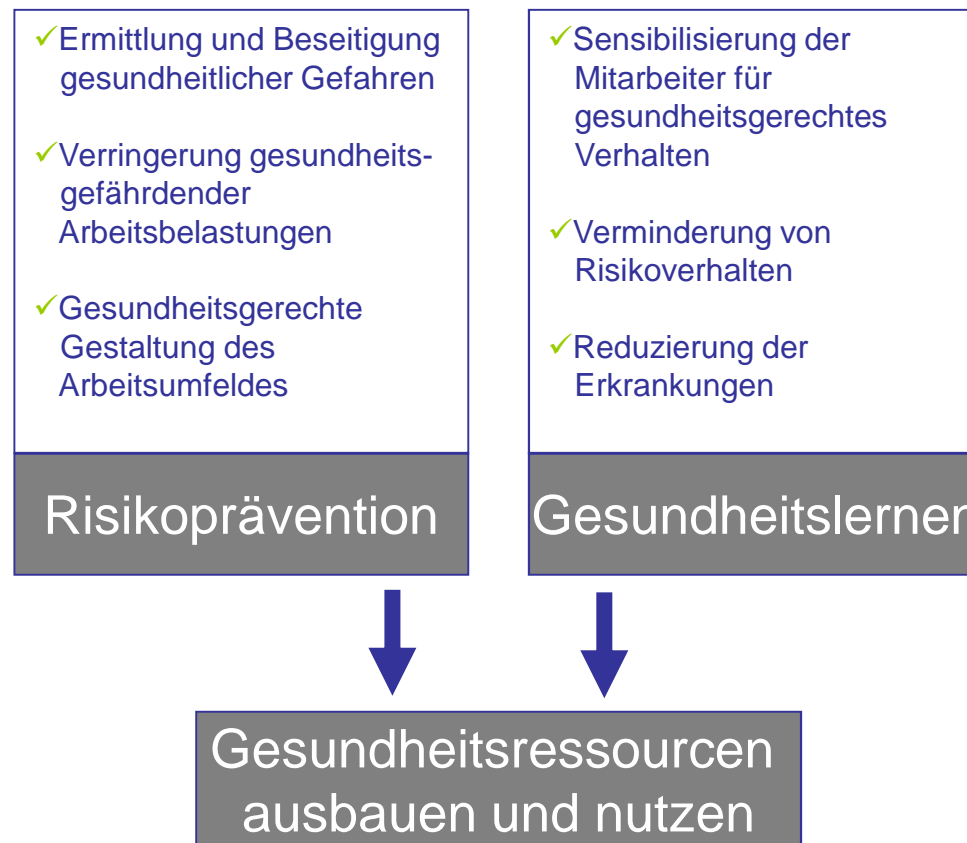 ✓Ermittlung und Beseitigung
gesundheitlicher Gefahren
✓Verringerung gesundheits-
gefährdender
Arbeitsbelastungen
✓Gesundheitsgerechte
Gestaltung des
Arbeitsumfeldes
Risikoprävention
✓Sensibilisierung der
Mitarbeiter für
gesundheitsgerechtes
Verhalten
✓Verminderung von
Risikoverhalten
✓Reduzierung der
Erkrankungen
Gesundheitslernen
Gesundheitsressourcen
ausbauen und nutzen